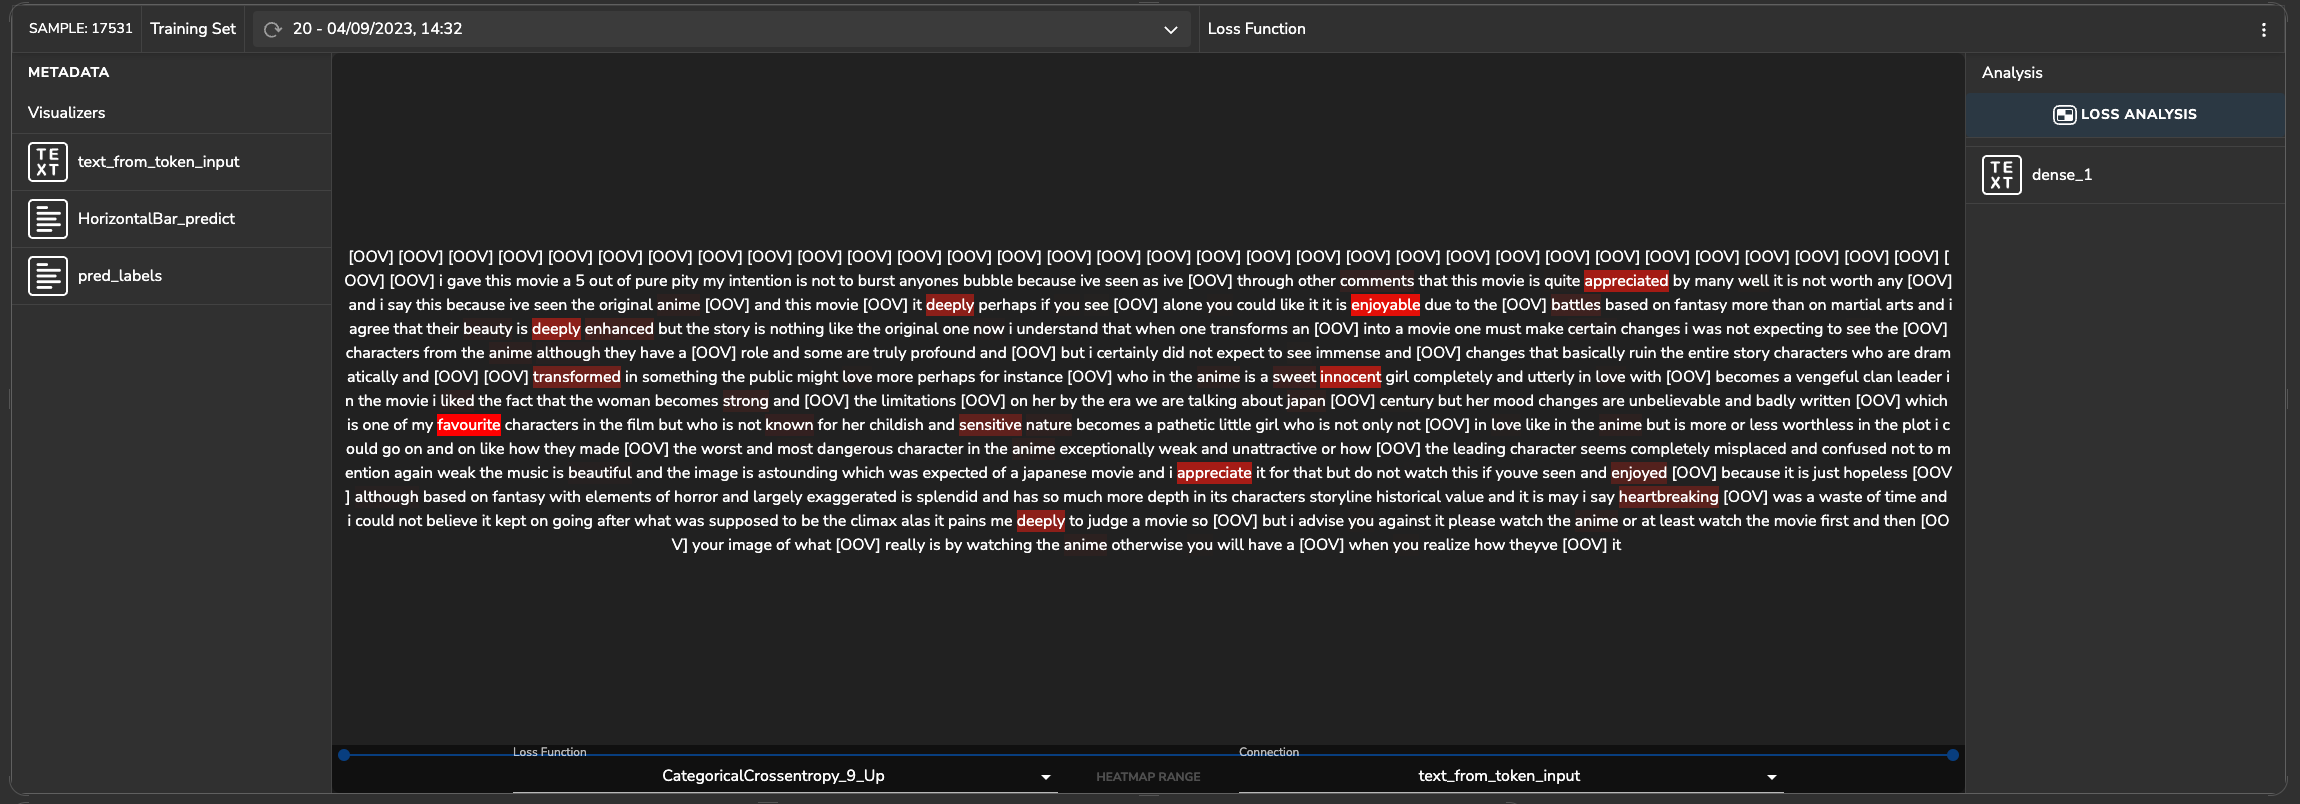 SAMPLE: 17531
Training Set
20 - 04/09/2023, 14:32
Loss Function
METADATA
Visualizers
TE
XT
text_from_token_input
HorizontalBar_predict
pred_labels
[OOV] [OOV] [OOV] [OOV] [OOV] [OOV] [OOV] [OOV] [OOV] [OOV] [OOV] [OOV] [OOV] [OOV] [OOV] [OOV] [OOV] [OOV] [OOV] [OOV] [OOV] [OOV] [OOV] [OOV] [OOV] [OOV] [OOV] [OOV] [OOV] [OOV] [OOV] [OOV] [
OOV] [OOV] i gave this movie a 5 out of pure pity my intention is not to burst anyones bubble because ive seen as ive [OOV] through other comments that this movie is quite appreciated by many well it is not worth any [OOV]
and i say this because ive seen the original anime [OOV] and this movie [OOV] it deeply perhaps if you see [OOV] alone you could like it it is enjoyable due to the [OOV] battles based on fantasy more than on martial arts and i
agree that their beauty is deeply enhanced but the story is nothing like the original one now i understand that when one transforms an [OOV] into a movie one must make certain changes i was not expecting to see the [OOV]
characters from the anime although they have a [OOV] role and some are truly profound and [OOV] but i certainly did not expect to see immense and [OOV] changes that basically ruin the entire story characters who are dram
atically and [OOV] [OOV] transformed in something the public might love more perhaps for instance [OOV] who in the anime is a sweet innocent girl completely and utterly in love with [OOV] becomes a vengeful clan leader i
n the movie i liked the fact that the woman becomes strong and [OOV] the limitations [OOV] on her by the era we are talking about japan [OOV] century but her mood changes are unbelievable and badly written [OOV] which
is one of my favourite characters in the film but who is not known for her childish and sensitive nature becomes a pathetic little girl who is not only not [OOV] in love like in the anime but is more or less worthless in the plot i c
ould go on and on like how they made [OOV] the worst and most dangerous character in the anime exceptionally weak and unattractive or how [OOV] the leading character seems completely misplaced and confused not to m
ention again weak the music is beautiful and the image is astounding which was expected of a japanese movie and i appreciate it for that but do not watch this if youve seen and enjoyed [OOV] because it is just hopeless [OOV
] although based on fantasy with elements of horror and largely exaggerated is splendid and has so much more depth in its characters storyline historical value and it is may i say heartbreaking [OOV] was a waste of time and
i could not believe it kept on going after what was supposed to be the climax alas it pains me deeply to judge a movie so [OOV] but i advise you against it please watch the anime or at least watch the movie first and then [OO
V] your image of what [OOV] really is by watching the anime otherwise you will have a [OOV] when you realize how theyve [OOV] it
Loss Function
CategoricalCrossentropy_9_Up
HEATMAP RANGE
Connection
text_from_token_input
Analysis
LOSS ANALYSIS
TE
XT
dense_1